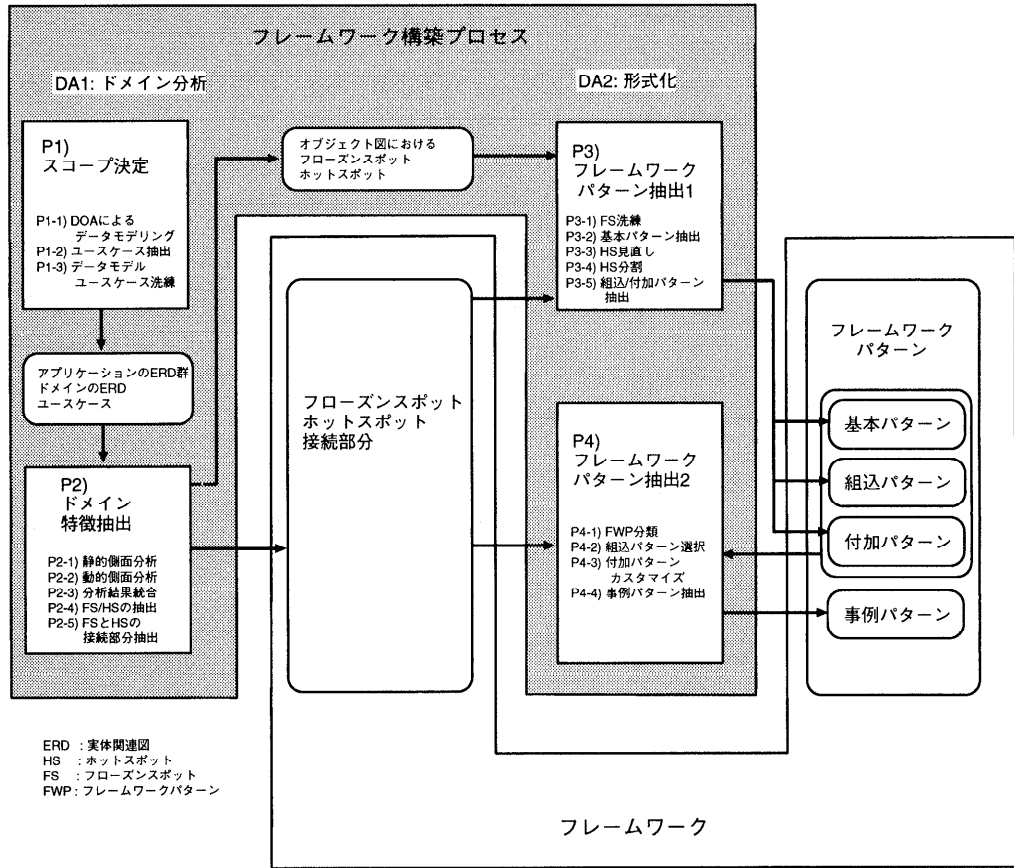 フレームワーク構築プロセス
DA1: ドメイン分析
P1)
スコープ決定
P1-1) DOAによる
データモデリング
P1-2) ユースケース抽出
P1-3) データモデル
ユースケース洗練
アプリケーションのERD群
ドメインのERD
ユースケース
P2)
ドメイン
特徴抽出
P2-1) 静的側面分析
P2-2) 動的側面分析
P2-3) 分析結果統合
P2-4) FS/HSの抽出
P2-5) FSとHSの
接続部分抽出
オブジェクト図における
フローズンスポット
ホットスポット
フローズンスポット
ホットスポット
接続部分
DA2: 形式化
P3)
フレームワーク
パターン抽出1
P3-1) FS洗練
P3-2) 基本パターン抽出
P3-3) HS見直し
P3-4) HS分割
P3-5) 組込/付加パターン
抽出
P4)
フレームワーク
パターン抽出2
P4-1) FWP分類
P4-2) 組込パターン選択
P4-3) 付加パターン
カスタマイズ
P4-4) 事例パターン抽出
フレームワーク
パターン
基本パターン
組込パターン
付加パターン
事例パターン
ERD : 実体関連図
HS : ホットスポット
FS : フローズンスポット
FWP : フレームワークパターン
フレームワーク